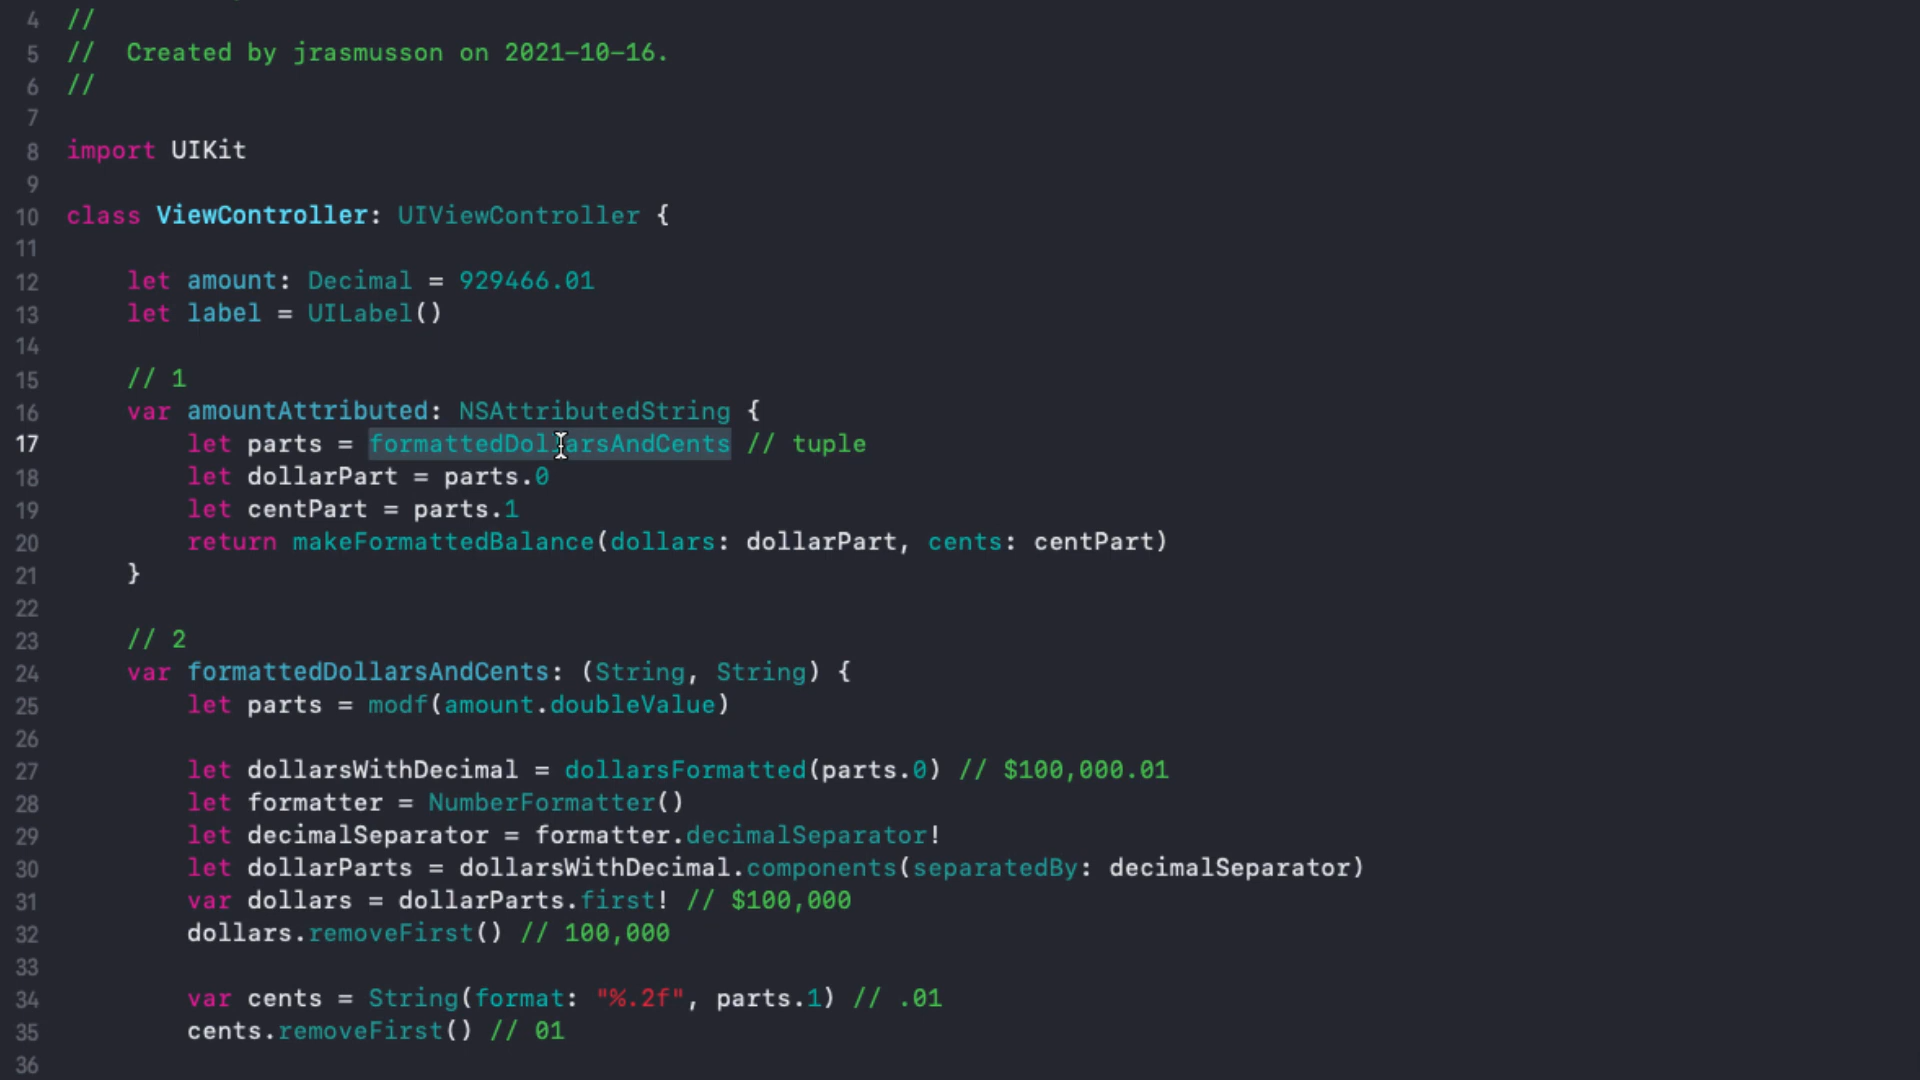 4 //
5 //  Created by jrasmusson on 2021-10-16.
6 //
7
8 import UIKit
9
10 class ViewController: UIViewController {
11
12     let amount: Decimal = 929466.01
13     let label = UILabel()
14
15     // 1
16     var amountAttributed: NSAttributedString {
17         let parts = formattedDollarsAndCents // tuple
18         let dollarPart = parts.0
19         let centPart = parts.1
20         return makeFormattedBalance(dollars: dollarPart, cents: centPart)
21     }
22
23     // 2
24     var formattedDollarsAndCents: (String, String) {
25         let parts = modf(amount.doubleValue)
26
27         let dollarsWithDecimal = dollarsFormatted(parts.0) // $100,000.01
28         let formatter = NumberFormatter()
29         let decimalSeparator = formatter.decimalSeparator!
30         let dollarParts = dollarsWithDecimal.components(separatedBy: decimalSeparator)
31         var dollars = dollarParts.first! // $100,000
32         dollars.removeFirst() // 100,000
33
34         var cents = String(format: "%.2f", parts.1) // .01
35         cents.removeFirst() // 01
36